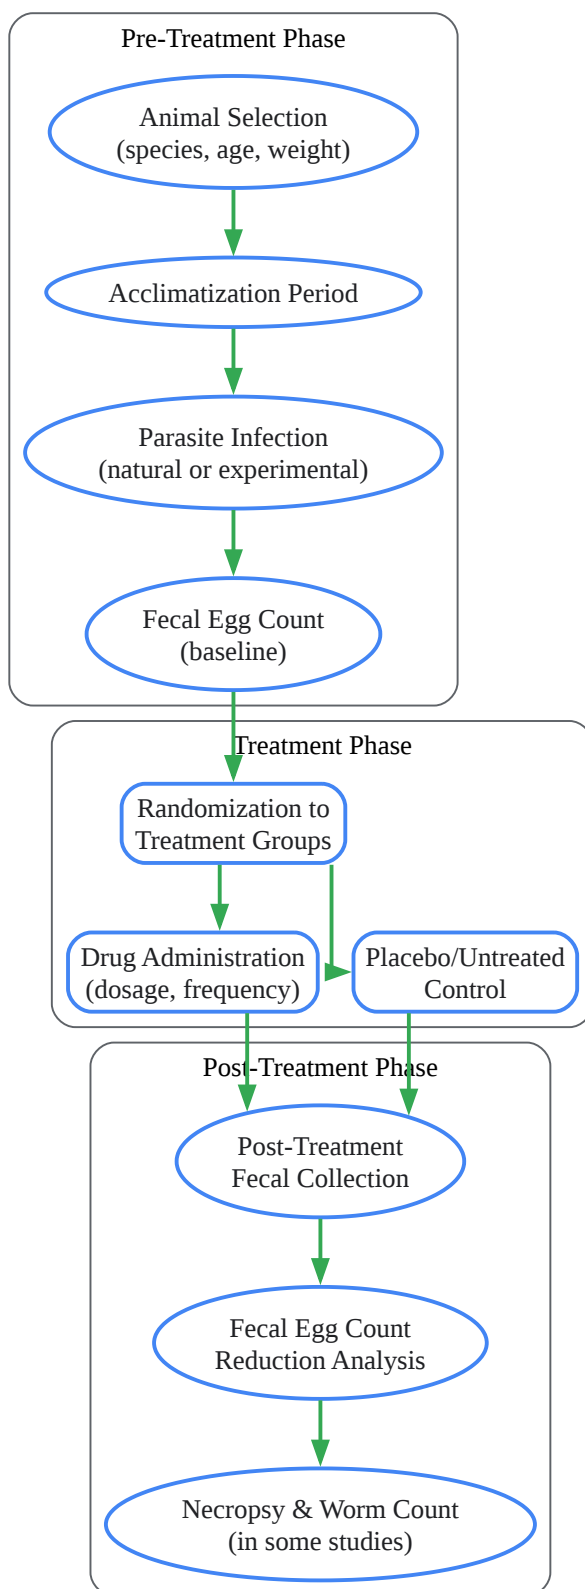 Pre-Treatment Phase
Animal Selection
(species, age, weight)
Acclimatization Period
Parasite Infection
(natural or experimental)
Fecal Egg Count
(baseline)
Treatment Phase
Randomization to
Treatment Groups
Drug Administration
(dosage, frequency)
Placebo/Untreated
Control
Post-Treatment Phase
Post-Treatment
Fecal Collection
Fecal Egg Count
Reduction Analysis
Necropsy & Worm Count
(in some studies)